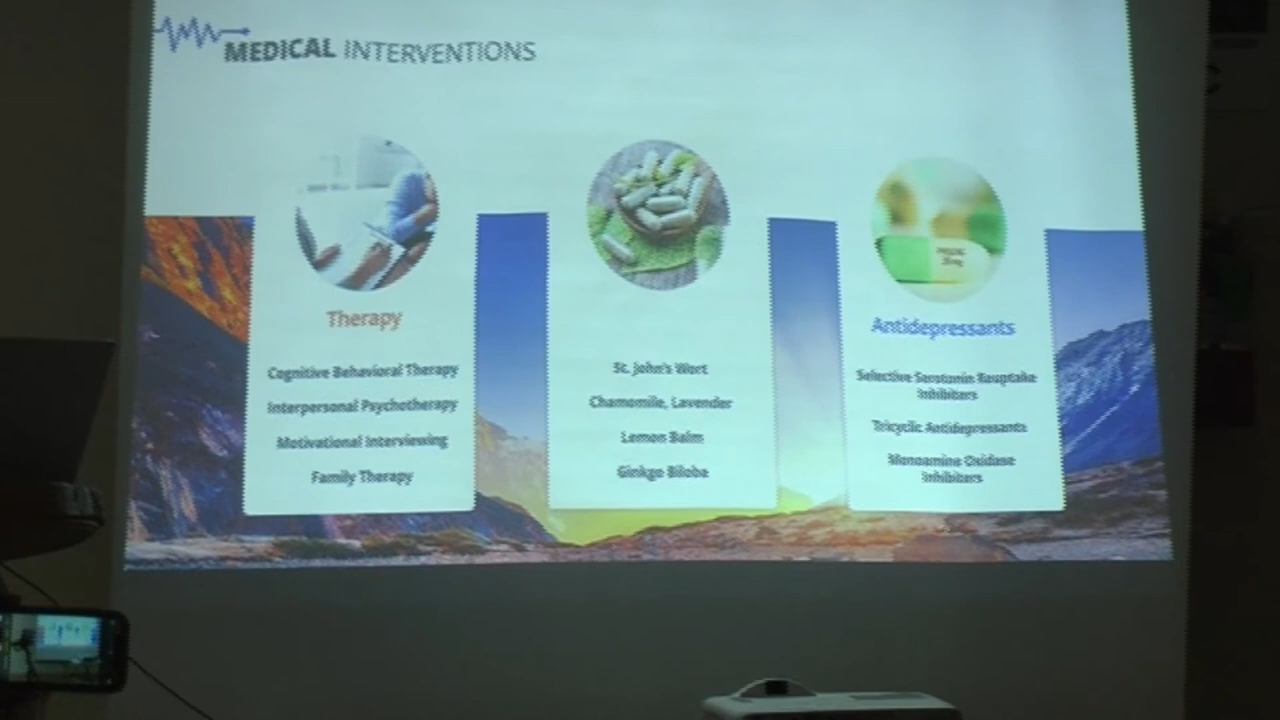 MEDICAL INTERVENTIONS
Therapy
Cognitive Behavioral Therapy
Interpersonal Psychotherapy
Motivational Interviewing
Family Therapy
St. John's Wort
Chamomile, Lavender
Lemon Balm
Ginkgo Biloba
Antidepressants
Selective Serotonin Reuptake
Inhibitors
Tricyclic Antidepressants
Monoamine Oxidase
Inhibitors